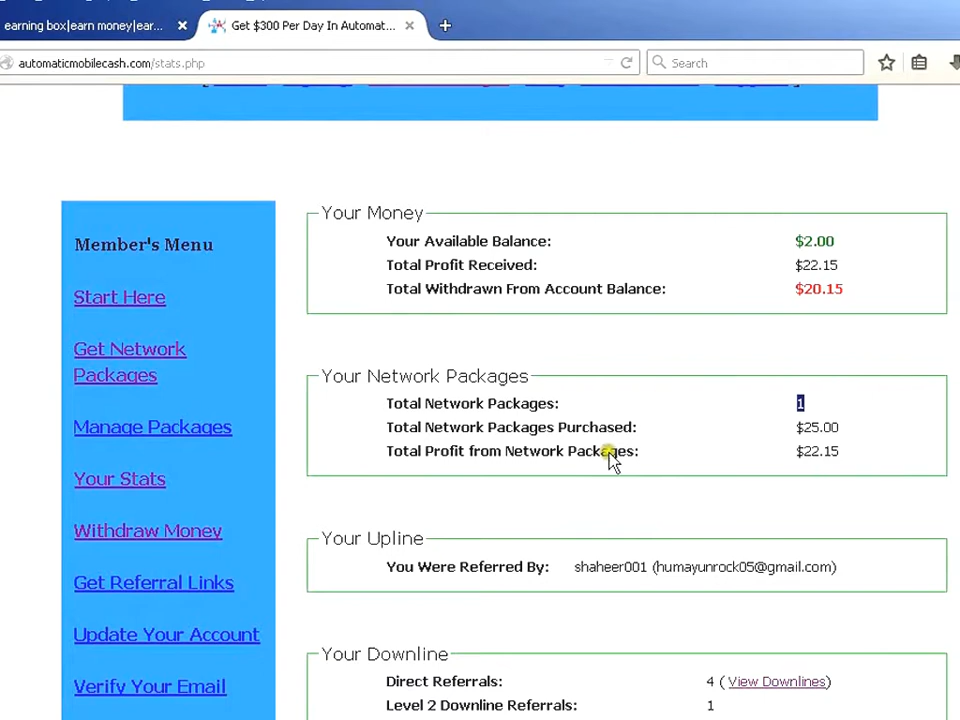 earning box|earn money|ear...
Get $300 Per Day In Automat...
automaticmobilecash.com/stats.php
Search
Member's Menu
Start Here
Get Network
Packages
Manage Packages
Your Stats
Withdraw Money
Get Referral Links
Update Your Account
Verify Your Email
Your Money
Your Available Balance: $2.00
Total Profit Received: $22.15
Total Withdrawn From Account Balance: $20.15
Your Network Packages
Total Network Packages: 1
Total Network Packages Purchased: $25.00
Total Profit from Network Packages: $22.15
Your Upline
You Were Referred By: shaheer001 (humayunrock05@gmail.com)
Your Downline
Direct Referrals: 4 ( View Downlines)
Level 2 Downline Referrals: 1